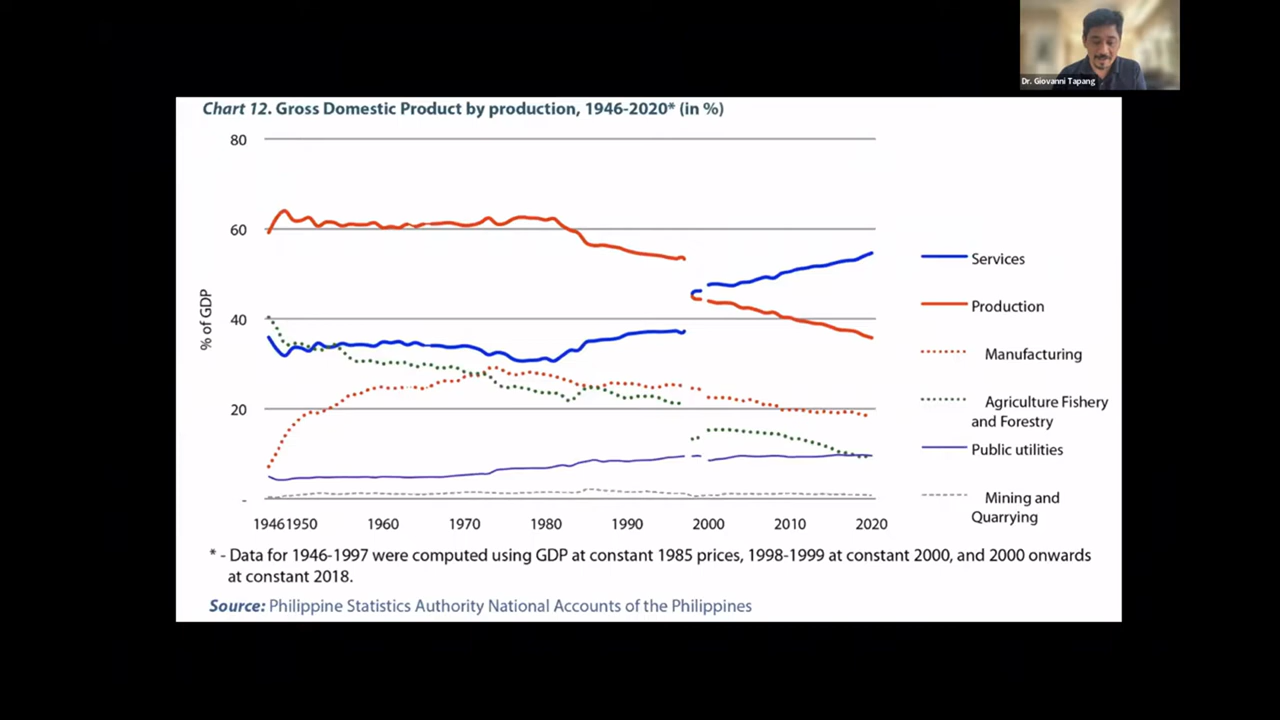 Dr. Giovanni Tapang
Chart 12. Gross Domestic Product by production, 1946-2020* (in %)
80
60
40
20
-
% of GDP
1946 1950 1960 1970 1980 1990 2000 2010 2020
Services
Production
Manufacturing
Agriculture Fishery
and Forestry
Public utilities
Mining and
Quarrying
* - Data for 1946-1997 were computed using GDP at constant 1985 prices, 1998-1999 at constant 2000, and 2000 onwards
at constant 2018.
Source: Philippine Statistics Authority National Accounts of the Philippines